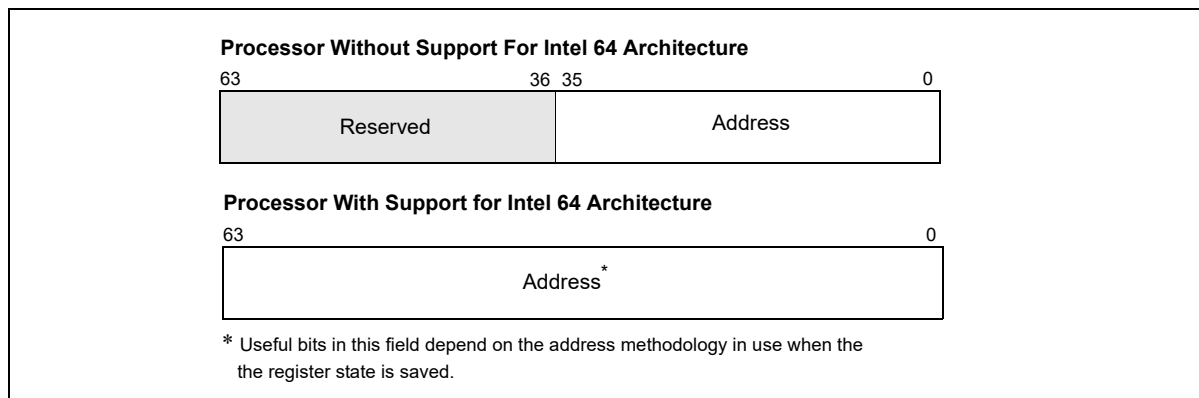 Processor Without Support For Intel 64 Architecture
63 36 35 0
Reserved Address
Processor With Support for Intel 64 Architecture
63 0
Address*
* Useful bits in this field depend on the address methodology in use when the
the register state is saved.